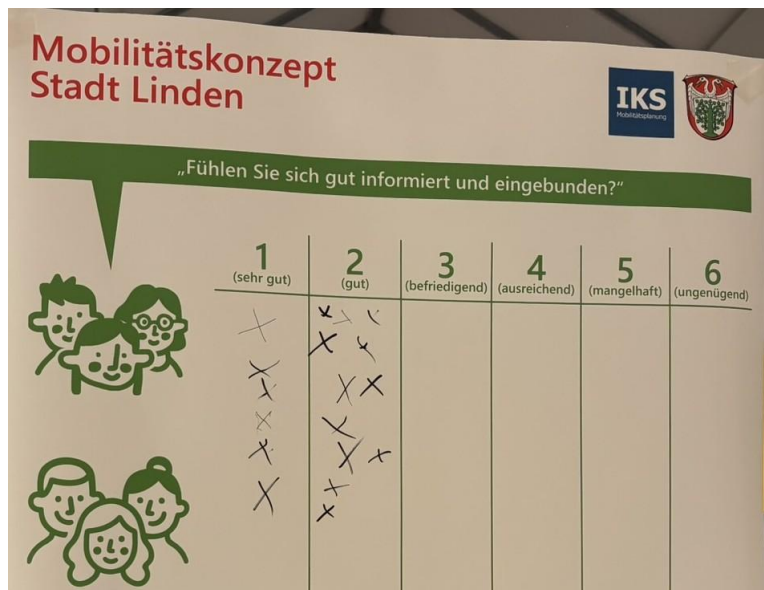 Mobilitätskonzept
Stadt Linden
IKS
Mobilitätsplanung
„Fühlen Sie sich gut informiert und eingebunden?“
1 2 3 4 5 6
(sehr gut) (gut) (befriedigend) (ausreichend) (mangelhaft) (ungenügend)